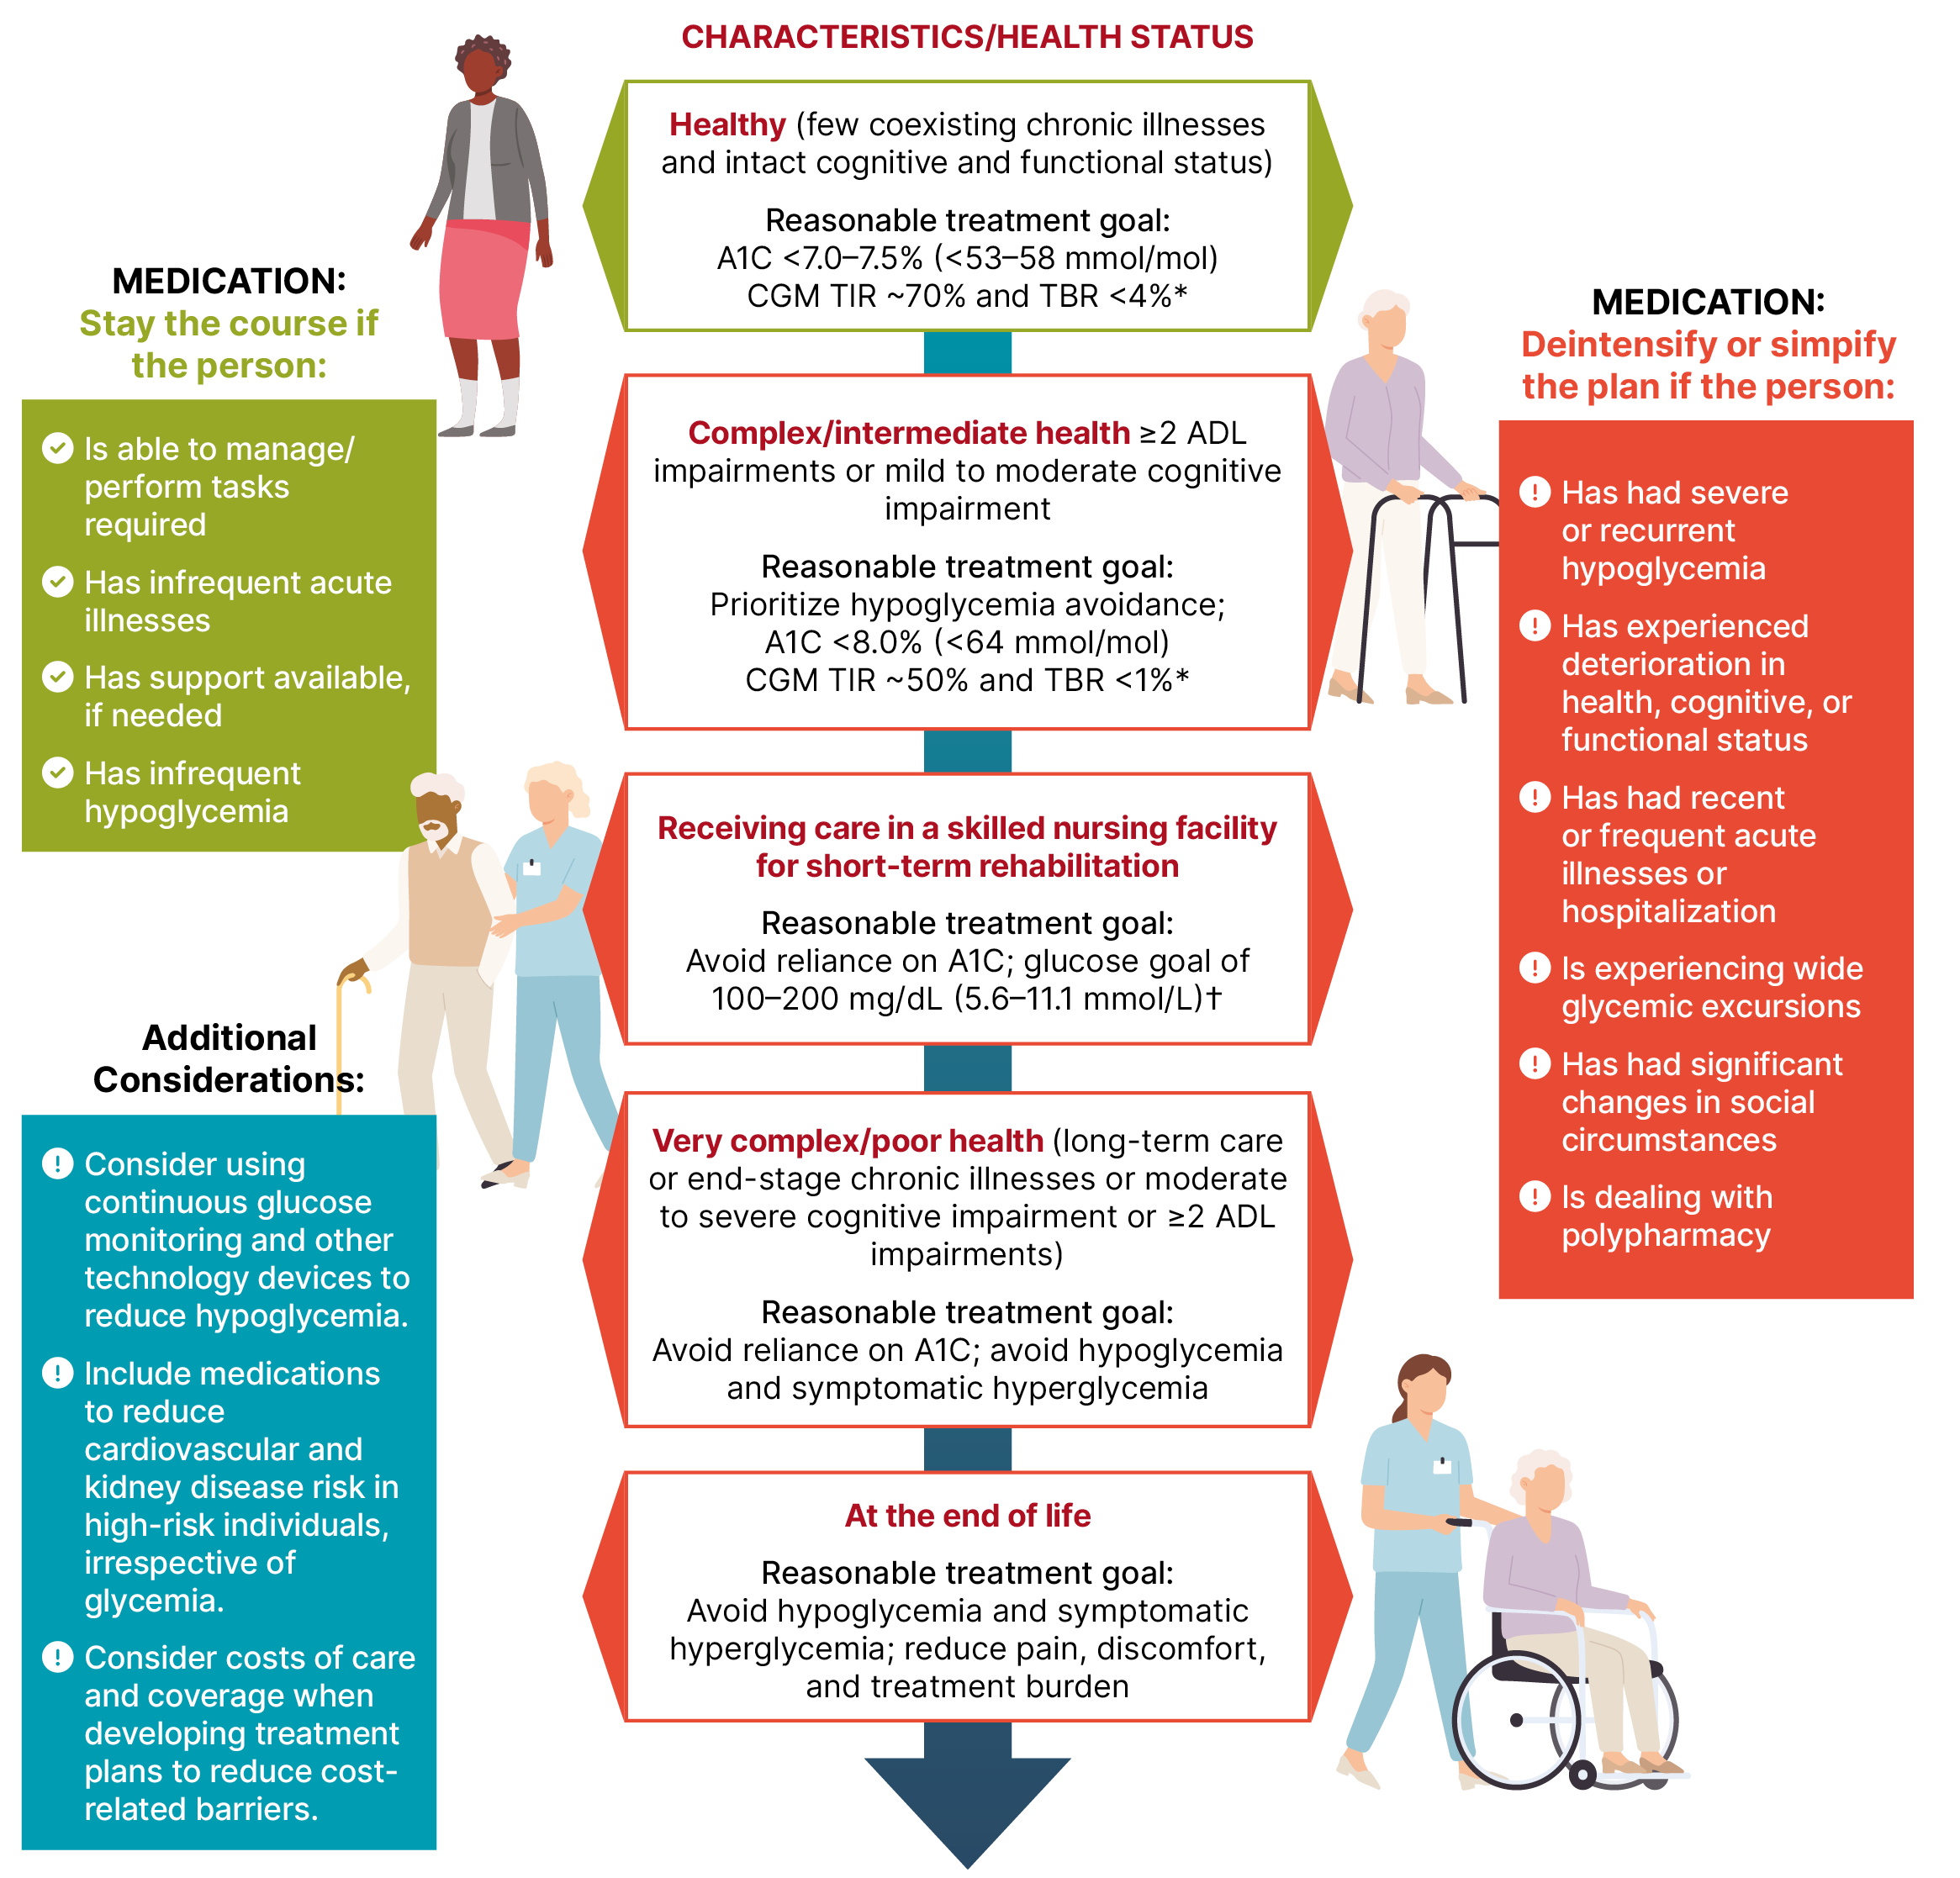 CHARACTERISTICS/HEALTH STATUS
Healthy (few coexisting chronic illnesses
and intact cognitive and functional status)
Reasonable treatment goal:
A1C <7.0–7.5% (<53–58 mmol/mol)
CGM TIR ~70% and TBR <4%*
Complex/intermediate health ≥2 ADL
impairments or mild to moderate cognitive
impairment
Reasonable treatment goal:
Prioritize hypoglycemia avoidance;
A1C <8.0% (<64 mmol/mol)
CGM TIR ~50% and TBR <1%*
Receiving care in a skilled nursing facility
for short-term rehabilitation
Reasonable treatment goal:
Avoid reliance on A1C; glucose goal of
100–200 mg/dL (5.6–11.1 mmol/L)†
Very complex/poor health (long-term care
or end-stage chronic illnesses or moderate
to severe cognitive impairment or ≥2 ADL
impairments)
Reasonable treatment goal:
Avoid reliance on A1C; avoid hypoglycemia
and symptomatic hyperglycemia
At the end of life
Reasonable treatment goal:
Avoid hypoglycemia and symptomatic
hyperglycemia; reduce pain, discomfort,
and treatment burden
MEDICATION:
Stay the course if
the person:
Is able to manage/
perform tasks
required
Has infrequent acute
illnesses
Has support available,
if needed
Has infrequent
hypoglycemia
Additional
Considerations:
Consider using
continuous glucose
monitoring and other
technology devices to
reduce hypoglycemia.
Include medications
to reduce
cardiovascular and
kidney disease risk in
high-risk individuals,
irrespective of
glycemia.
Consider costs of care
and coverage when
developing treatment
plans to reduce cost-
related barriers.
MEDICATION:
Deintensify or simpify
the plan if the person:
Has had severe
or recurrent
hypoglycemia
Has experienced
deterioration in
health, cognitive, or
functional status
Has had recent
or frequent acute
illnesses or
hospitalization
Is experiencing wide
glycemic excursions
Has had significant
changes in social
circumstances
Is dealing with
polypharmacy